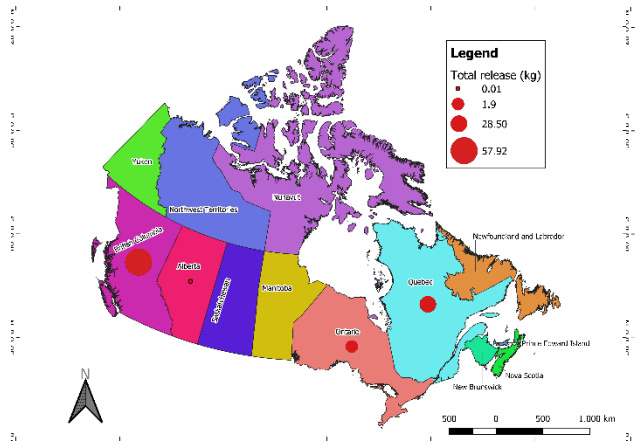 Legend
Total release (kg)
0.01
1.9
28.50
57.92
Yukon
Northwest Territories
Nunavut
British Columbia
Alberta
Saskatchewan
Manitoba
Ontario
Quebec
Newfoundland and Labrador
Prince Edward Island
Nova Scotia
New Brunswick
N
500 0 500 1.000 km